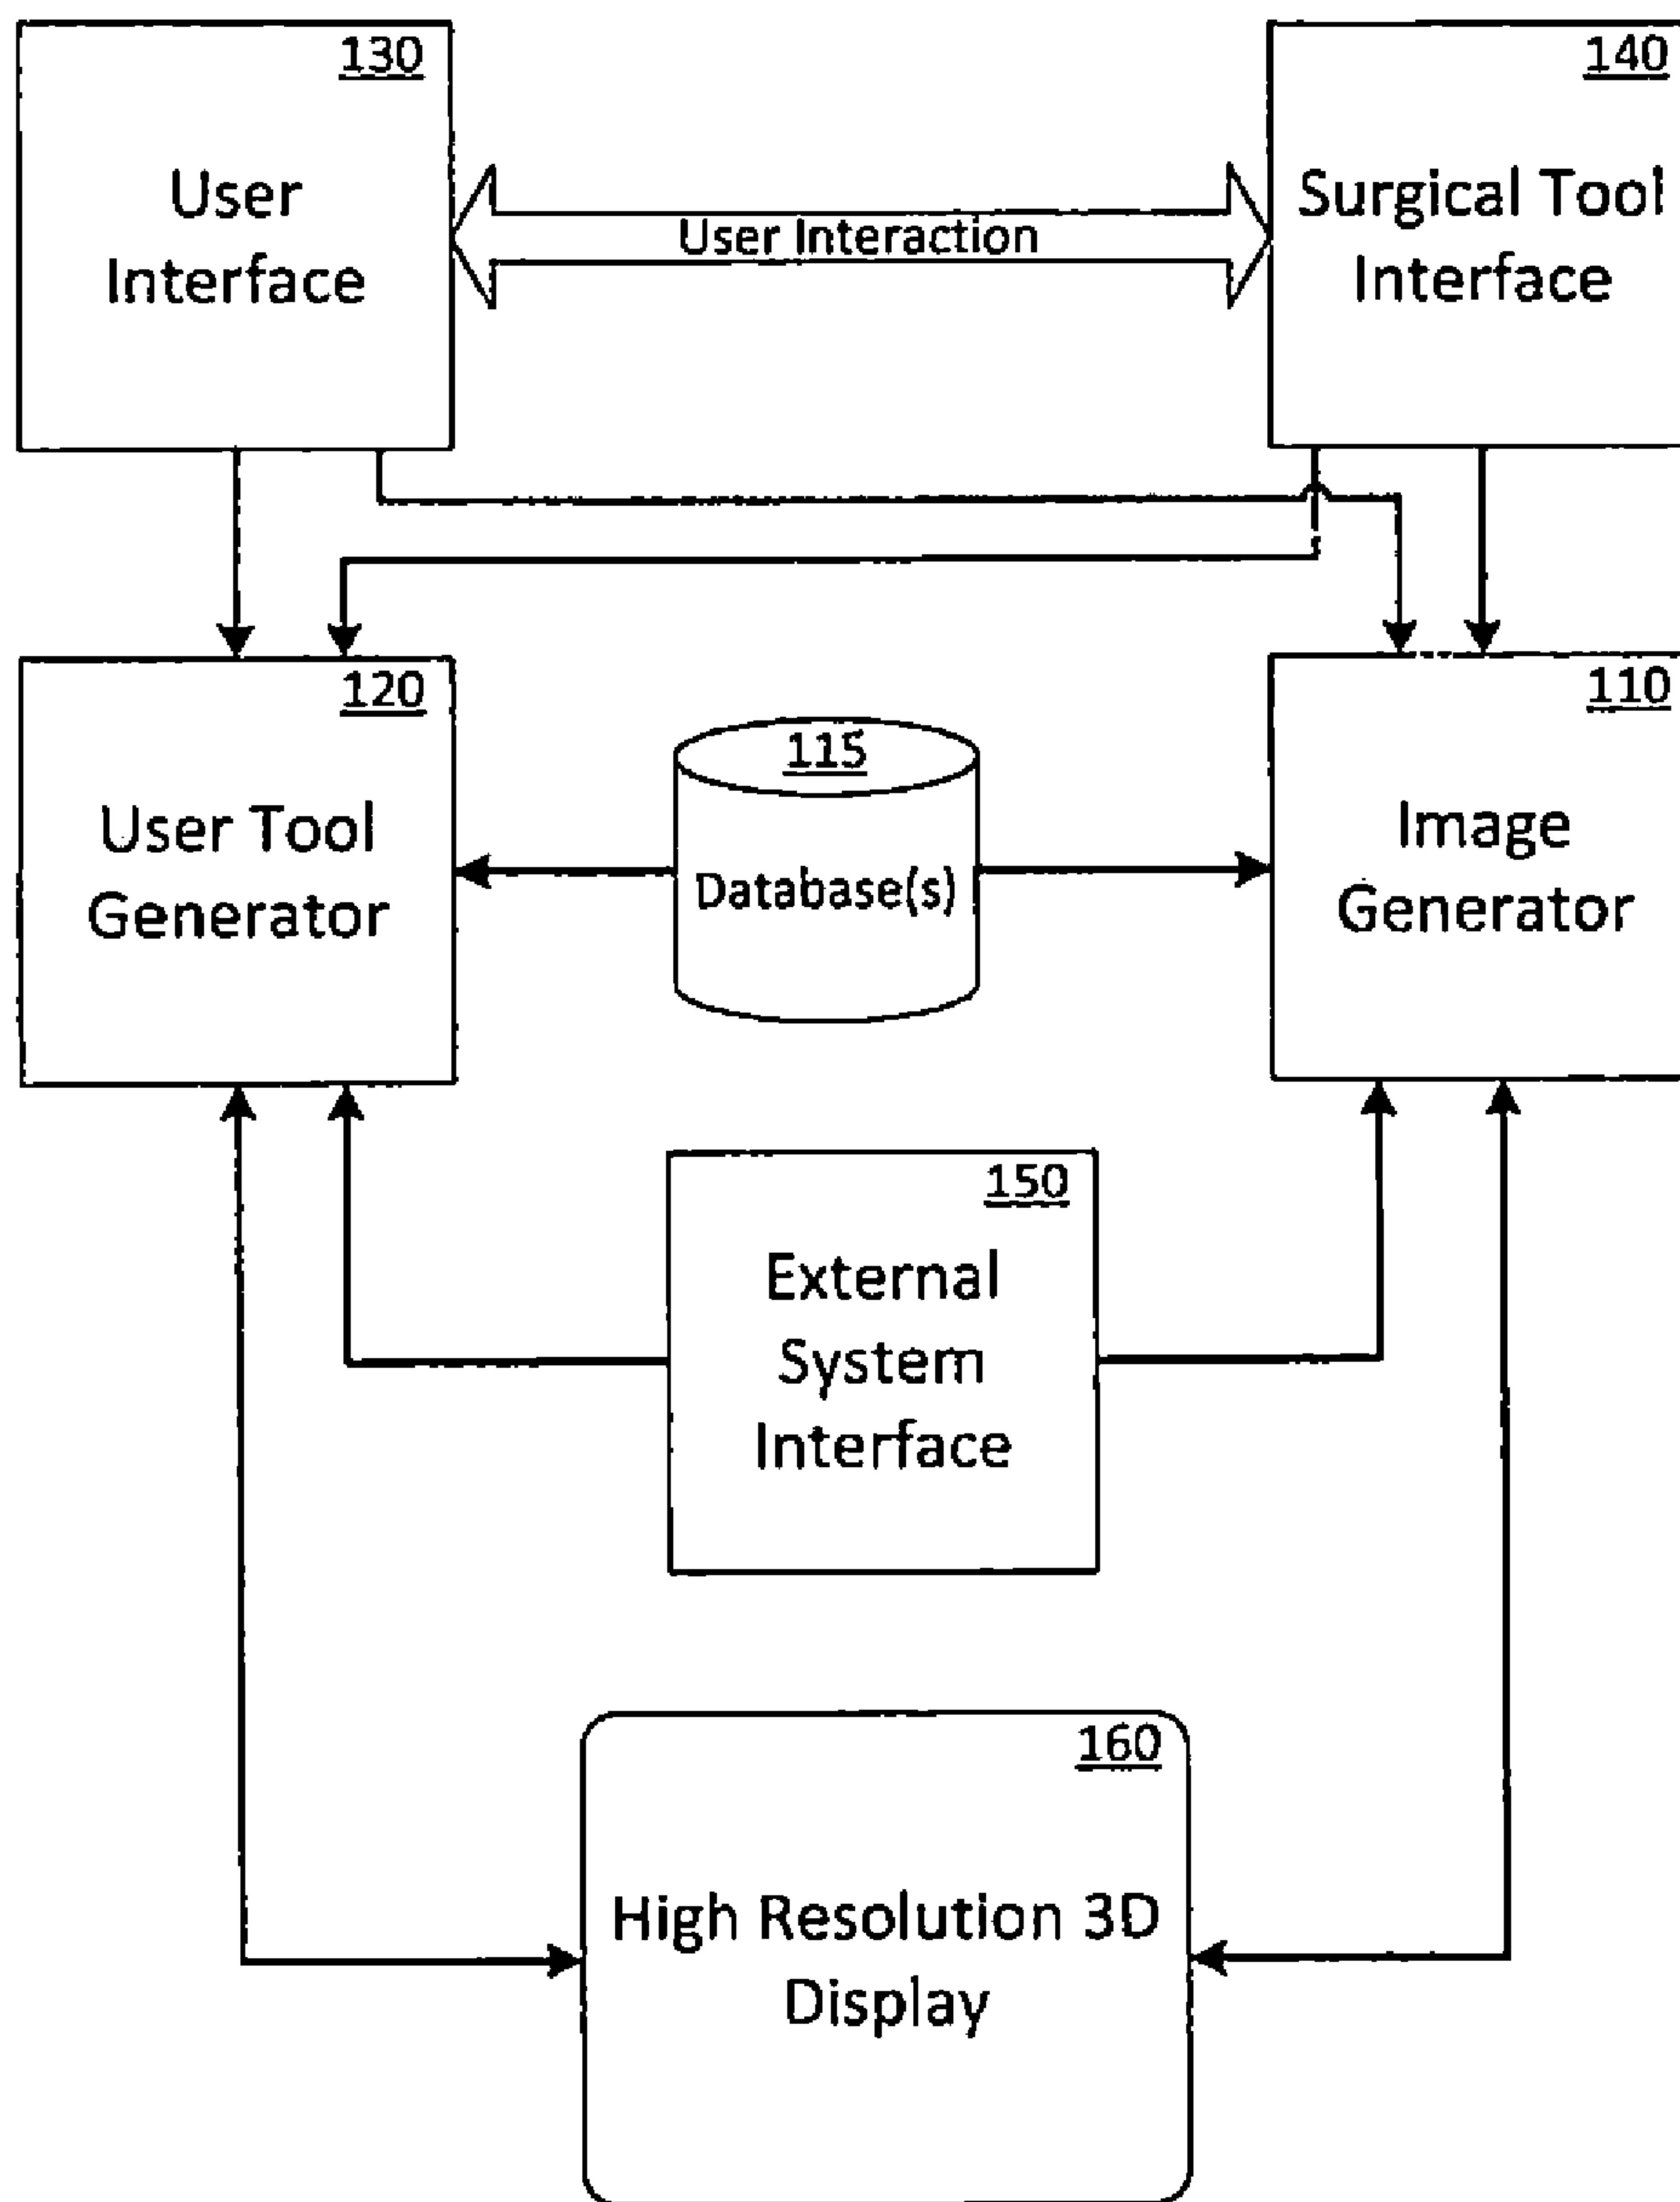 130
User
Interface
User Interaction
140
Surgical Tool
Interface
120
User Tool
Generator
115
Database(s)
110
Image
Generator
150
External
System
Interface
160
High Resolution 3D
Display